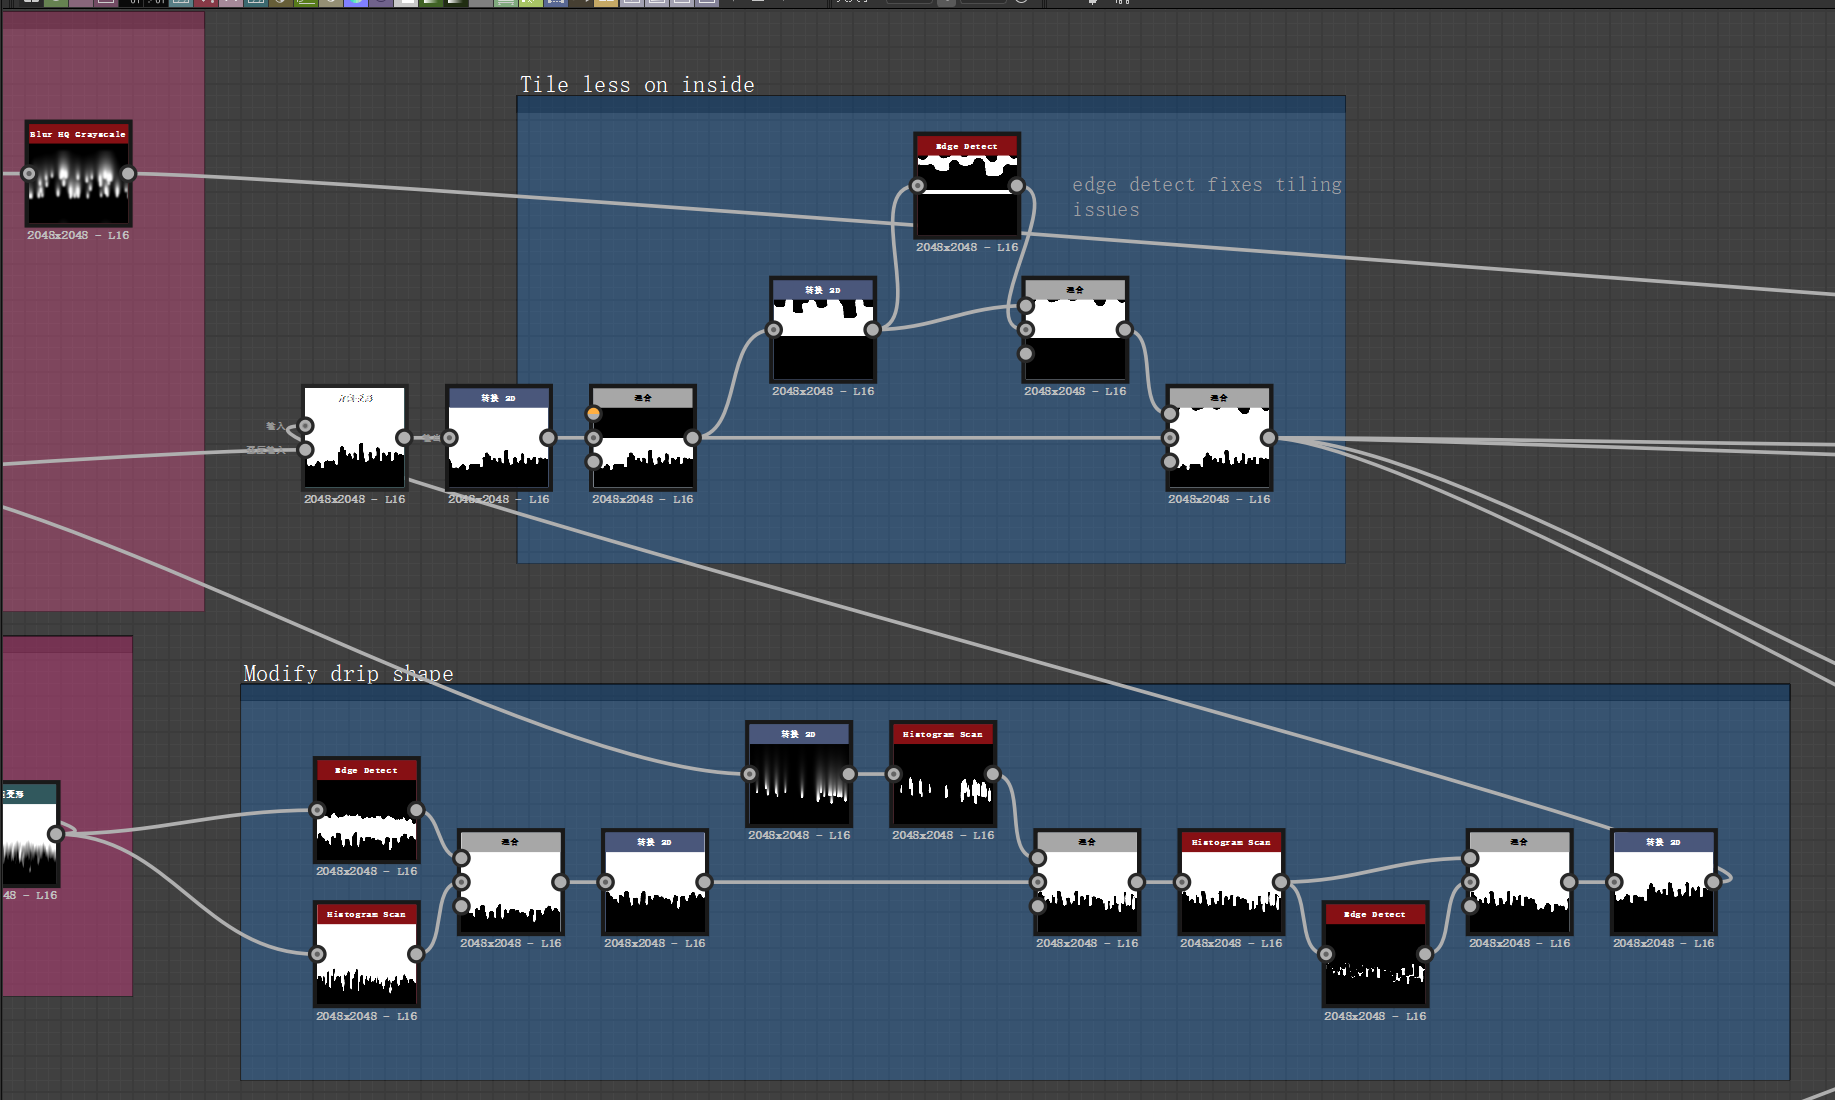 Tile less on inside
Blur HQ Grayscale
2048x2048 - L16
Edge Detect
2048x2048 - L16
edge detect fixes tiling
issues
转换 2D
2048x2048 - L16
混合
2048x2048 - L16
输入
2048x2048 - L16
转换 2D
2048x2048 - L16
混合
2048x2048 - L16
混合
2048x2048 - L16
Modify drip shape
变形
48 - L16
Edge Detect
2048x2048 - L16
Histogram Scan
2048x2048 - L16
混合
2048x2048 - L16
转换 2D
2048x2048 - L16
转换 2D
2048x2048 - L16
Histogram Scan
2048x2048 - L16
混合
2048x2048 - L16
Histogram Scan
2048x2048 - L16
Edge Detect
2048x2048 - L16
混合
2048x2048 - L16
转换 2D
2048x2048 - L16